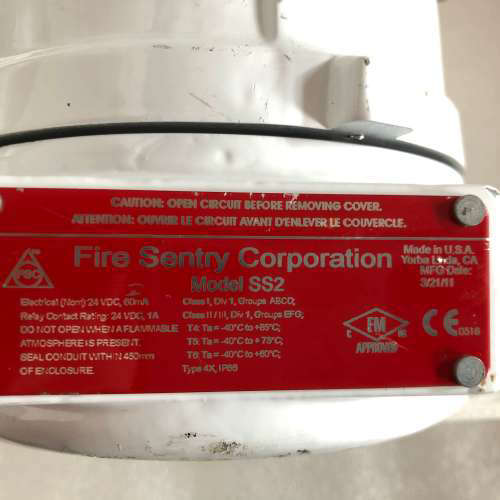 CAUTION: OPEN CIRCUIT BEFORE REMOVING COVER.
ATTENTION: OUVRIR LE CIRCUIT AVANT D'ENLEVER LE COUVERCLE.
FSC
Fire Sentry Corporation
Model SS2
Made in U.S.A.
Yorba Linda, CA
MFG Date:
3/21/11
Electrical (Nom): 24 VDC, 60mA
Relay Contact Rating: 24 VDC, 1A
DO NOT OPEN WHEN A FLAMMABLE
ATMOSPHERE IS PRESENT.
SEAL CONDUIT WITHIN 450mm
OF ENCLOSURE.
Class I, Div 1, Groups ABCD;
Class II / III, Div 1, Groups EFG;
T4: Ta = -40°C to +85°C;
T5: Ta = -40°C to + 75°C;
T6: Ta = -40°C to +60°C;
Type 4X, IP66
C FM US
APPROVED
CE 0518